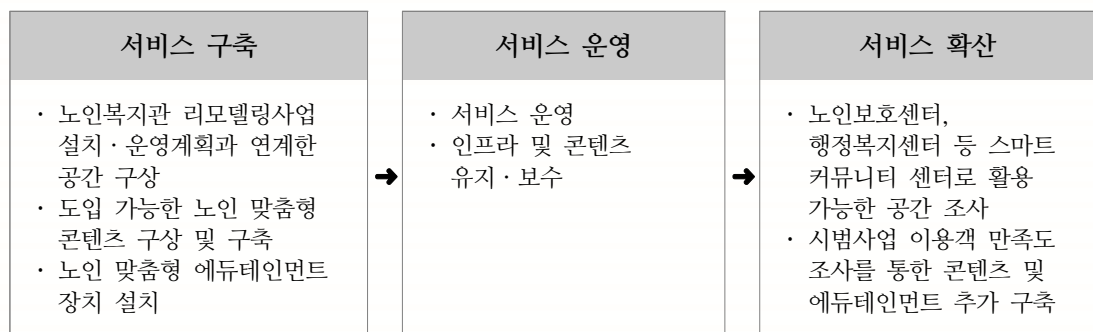 서비스 구축
· 노인복지관 리모델링사업
설치·운영계획과 연계한
공간 구상
· 도입 가능한 노인 맞춤형
콘텐츠 구상 및 구축
· 노인 맞춤형 에듀테인먼트
장치 설치
➜
서비스 운영
· 서비스 운영
· 인프라 및 콘텐츠
유지·보수
➜
서비스 확산
· 노인보호센터,
행정복지센터 등 스마트
커뮤니티 센터로 활용
가능한 공간 조사
· 시범사업 이용객 만족도
조사를 통한 콘텐츠 및
에듀테인먼트 추가 구축